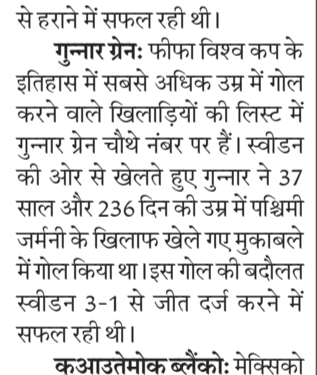 से हराने में सफल रही थी।
गुन्नार ग्रेनः फीफा विश्व कप के
इतिहास में सबसे अधिक उम्र में गोल
करने वाले खिलाड़ियों की लिस्ट में
गुन्नार ग्रेन चौथे नंबर पर हैं। स्वीडन
की ओर से खेलते हुए गुन्नार ने 37
साल और 236 दिन की उम्र में पश्चिमी
जर्मनी के खिलाफ खेले गए मुकाबले
में गोल किया था।इस गोल की बदौलत
स्वीडन 3-1 से जीत दर्ज करने में
सफल रही थी।
कआउतेमोक ब्लैंकोः मेक्सिको